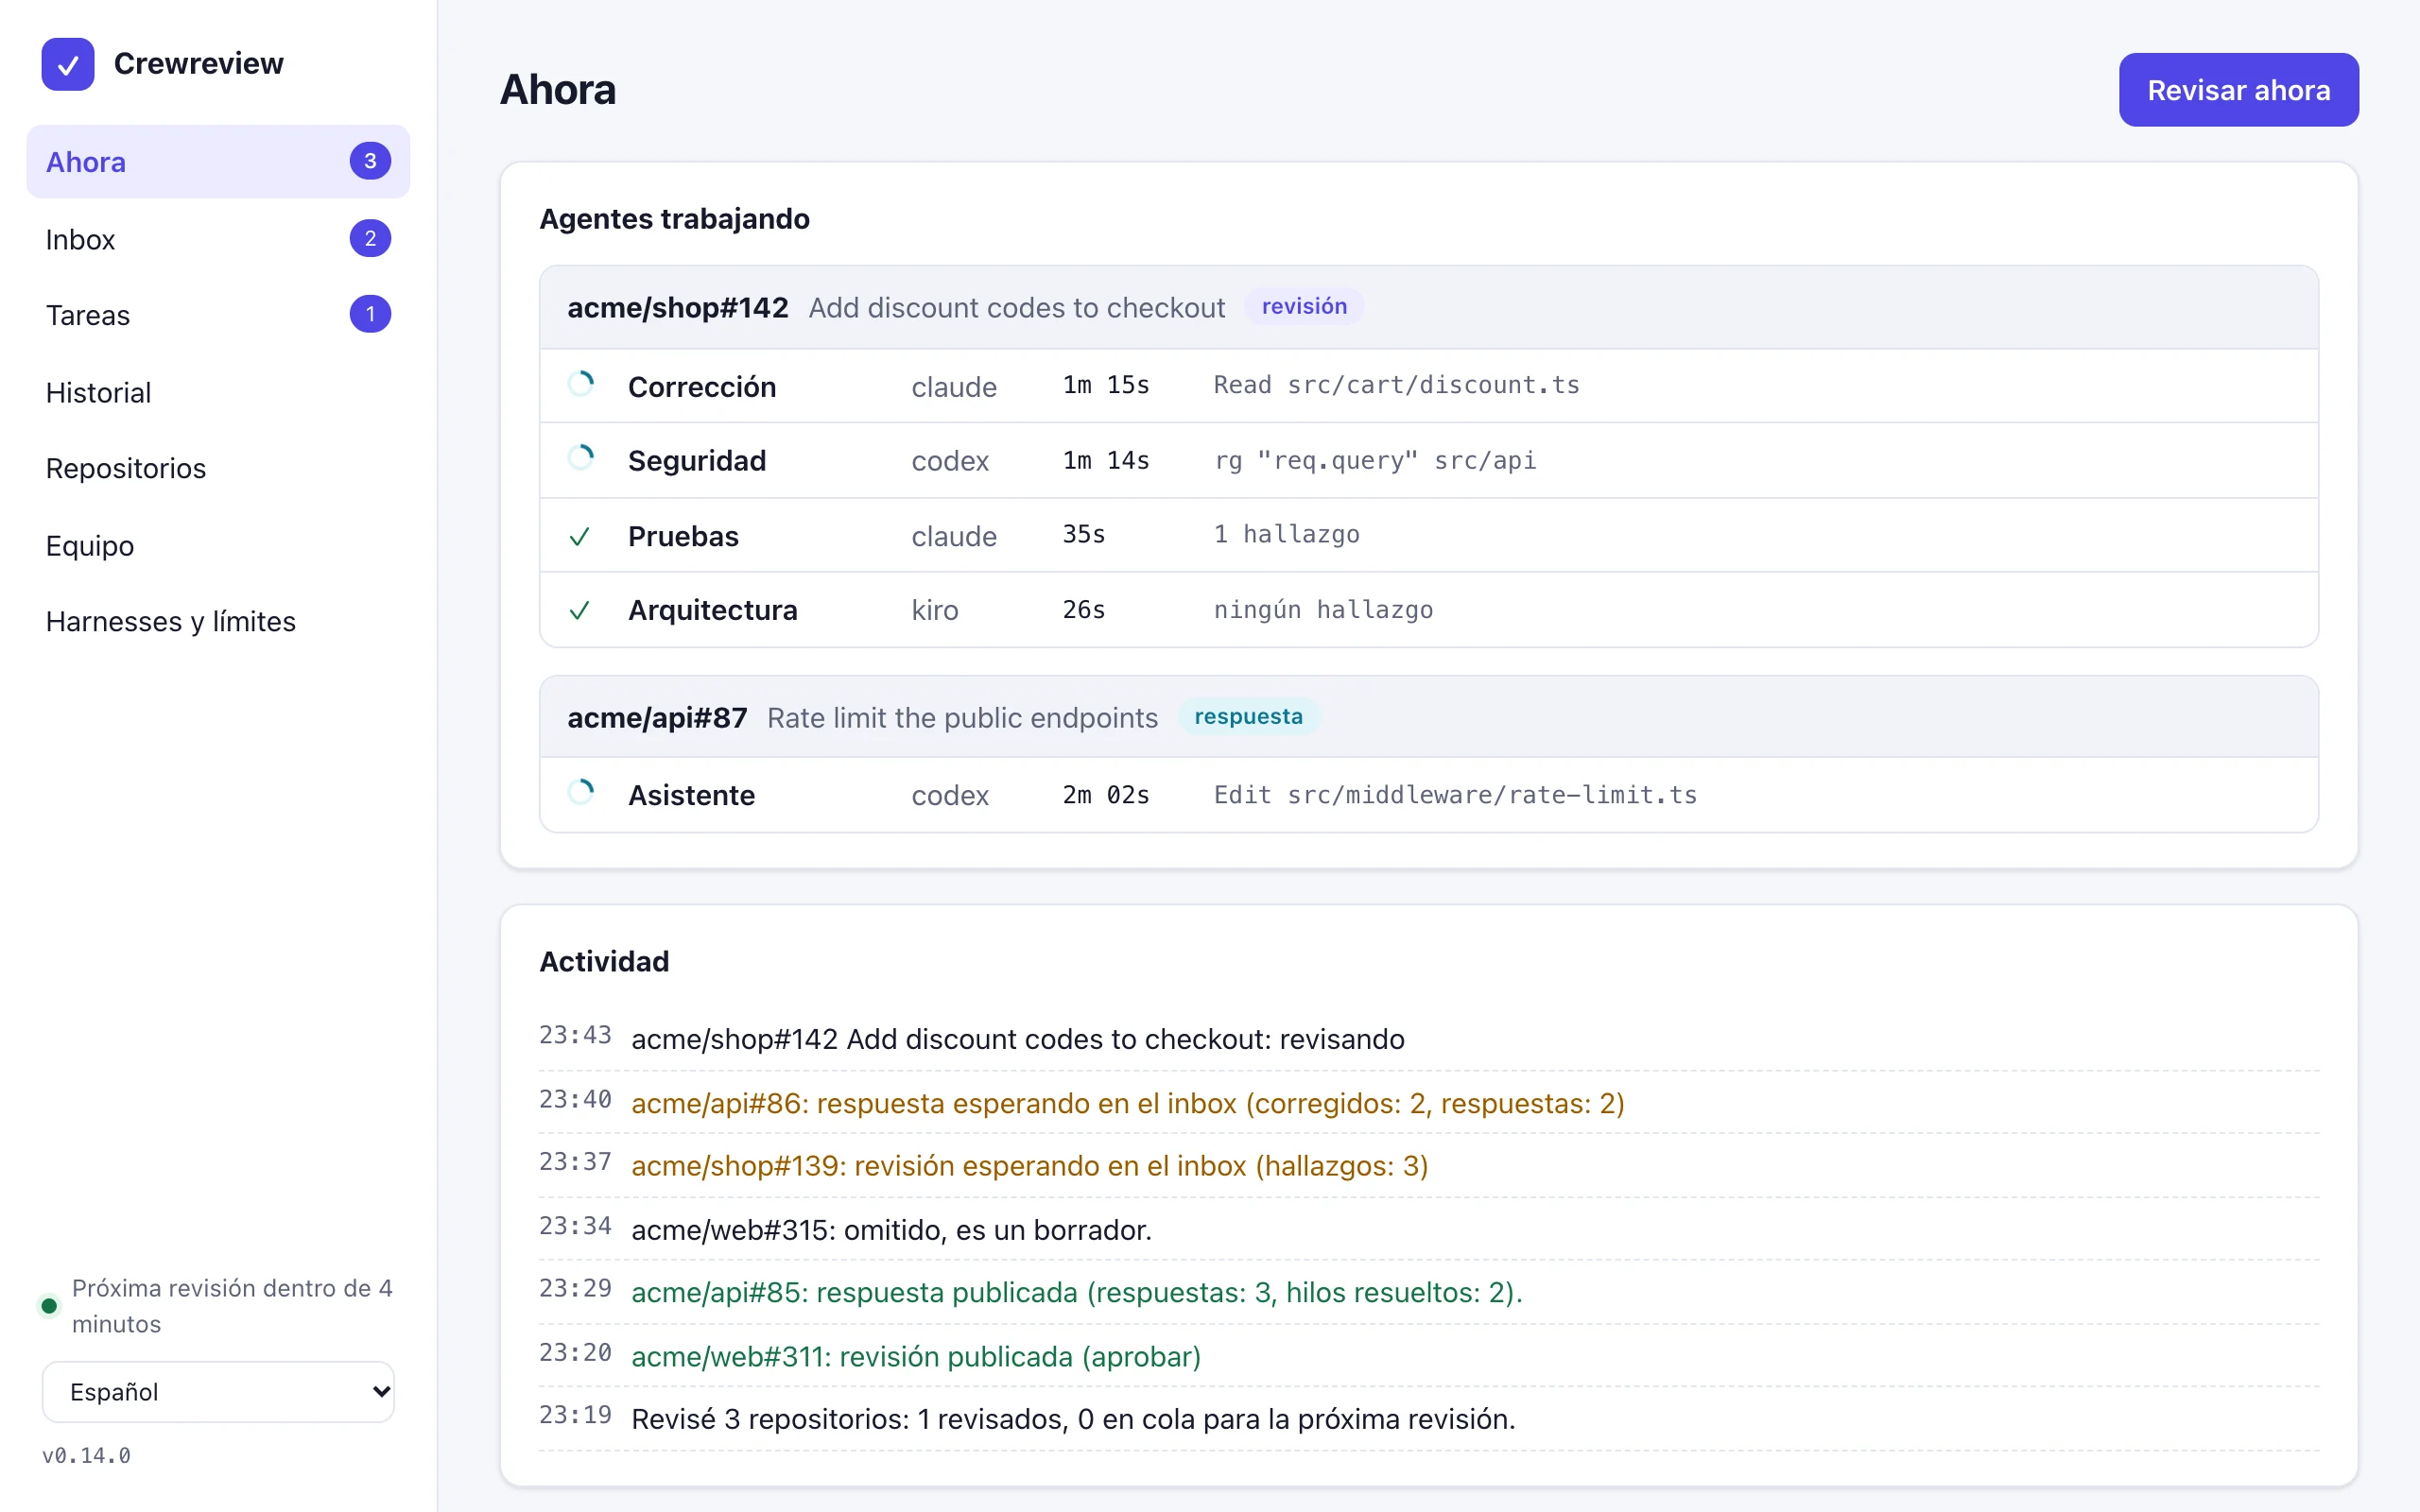 Crewreview
Ahora 3
Inbox 2
Tareas 1
Historial
Repositorios
Equipo
Harnesses y límites
Próxima revisión dentro de 4
minutos
Español
v0.14.0
Ahora
Revisar ahora
Agentes trabajando
acme/shop#142 Add discount codes to checkout revisión
Corrección claude 1m 15s Read src/cart/discount.ts
Seguridad codex 1m 14s rg "req.query" src/api
Pruebas claude 35s 1 hallazgo
Arquitectura kiro 26s ningún hallazgo
acme/api#87 Rate limit the public endpoints respuesta
Asistente codex 2m 02s Edit src/middleware/rate-limit.ts
Actividad
23:43 acme/shop#142 Add discount codes to checkout: revisando
23:40 acme/api#86: respuesta esperando en el inbox (corregidos: 2, respuestas: 2)
23:37 acme/shop#139: revisión esperando en el inbox (hallazgos: 3)
23:34 acme/web#315: omitido, es un borrador.
23:29 acme/api#85: respuesta publicada (respuestas: 3, hilos resueltos: 2).
23:20 acme/web#311: revisión publicada (aprobar)
23:19 Revisé 3 repositorios: 1 revisados, 0 en cola para la próxima revisión.